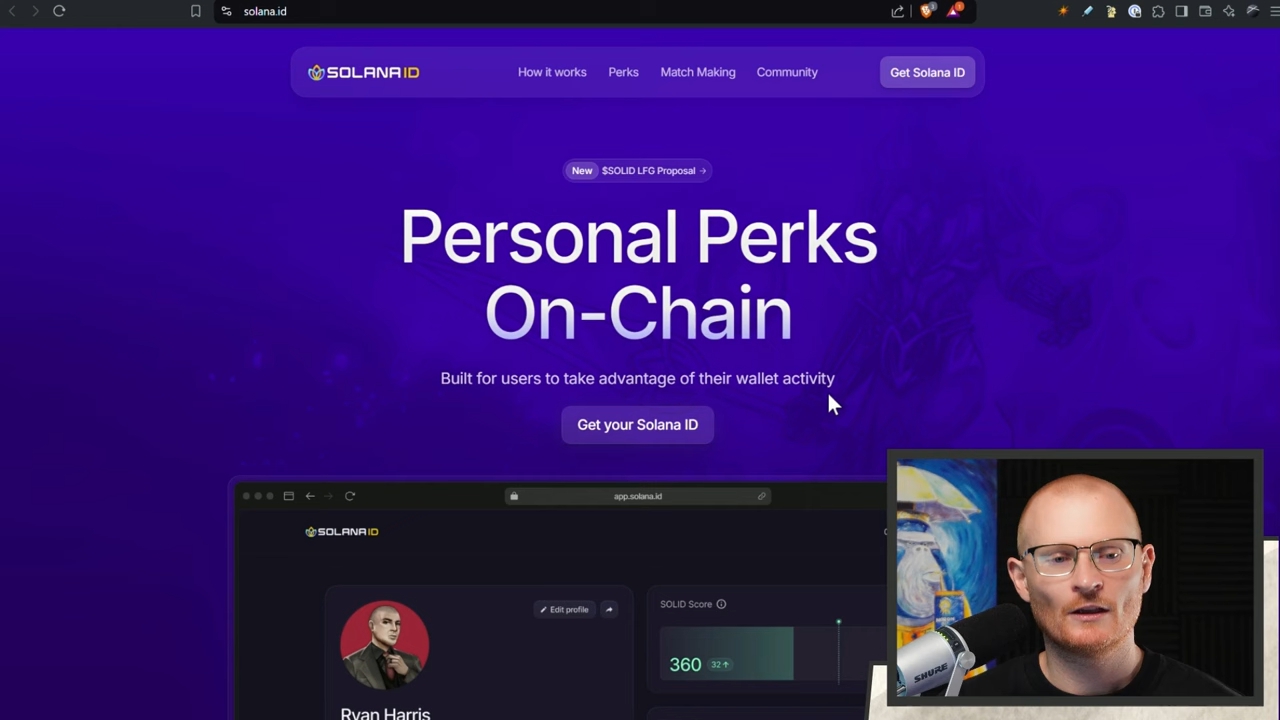 solana.id
SOLANA ID
How it works
Perks
Match Making
Community
Get Solana ID
New $SOLID LFG Proposal →
Personal Perks
On-Chain
Built for users to take advantage of their wallet activity
Get your Solana ID
app.solana.id
SOLANA ID
Edit profile
SOLID Score
360 32↑
Ryan Harris
SHURE